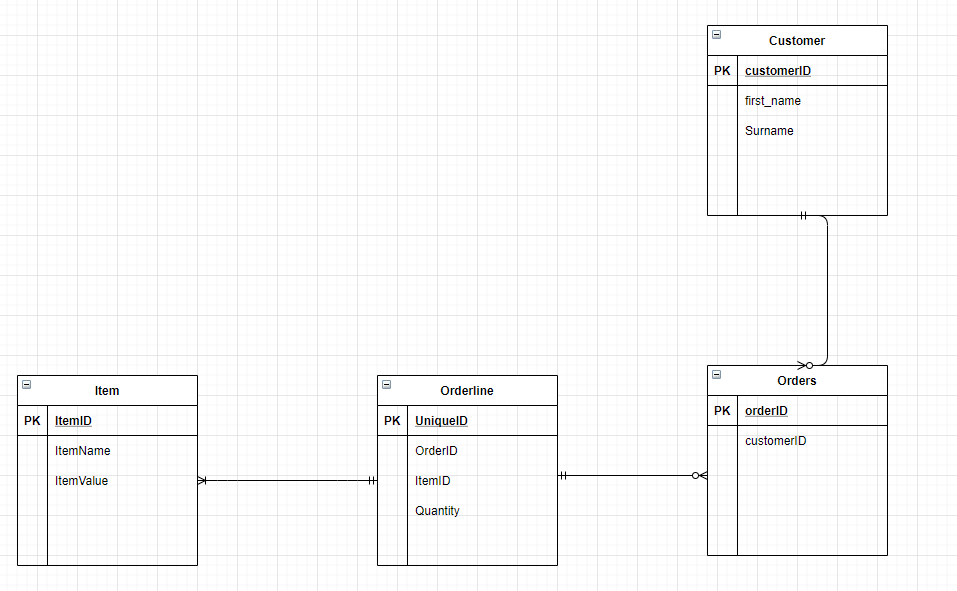 Customer
PK customerID
first_name
Surname
Item
PK ItemID
ItemName
ItemValue
Orderline
PK UniqueID
OrderID
ItemID
Quantity
Orders
PK orderID
customerID